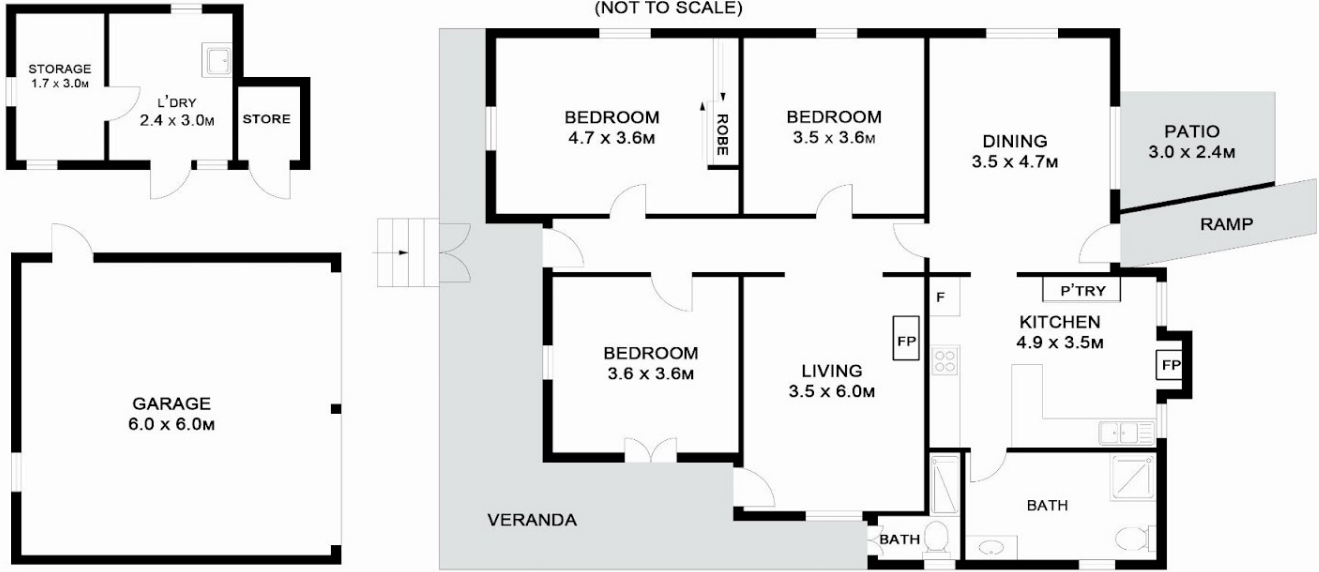 (NOT TO SCALE)
STORAGE
1.7 x 3.0M
L'DRY
2.4 x 3.0M
STORE
BEDROOM
4.7 x 3.6M
ROBE
BEDROOM
3.5 x 3.6M
DINING
3.5 x 4.7M
PATIO
3.0 x 2.4M
RAMP
GARAGE
6.0 x 6.0M
BEDROOM
3.6 x 3.6M
LIVING
3.5 x 6.0M
FP
F
P'TRY
KITCHEN
4.9 x 3.5M
FP
VERANDA
BATH
BATH